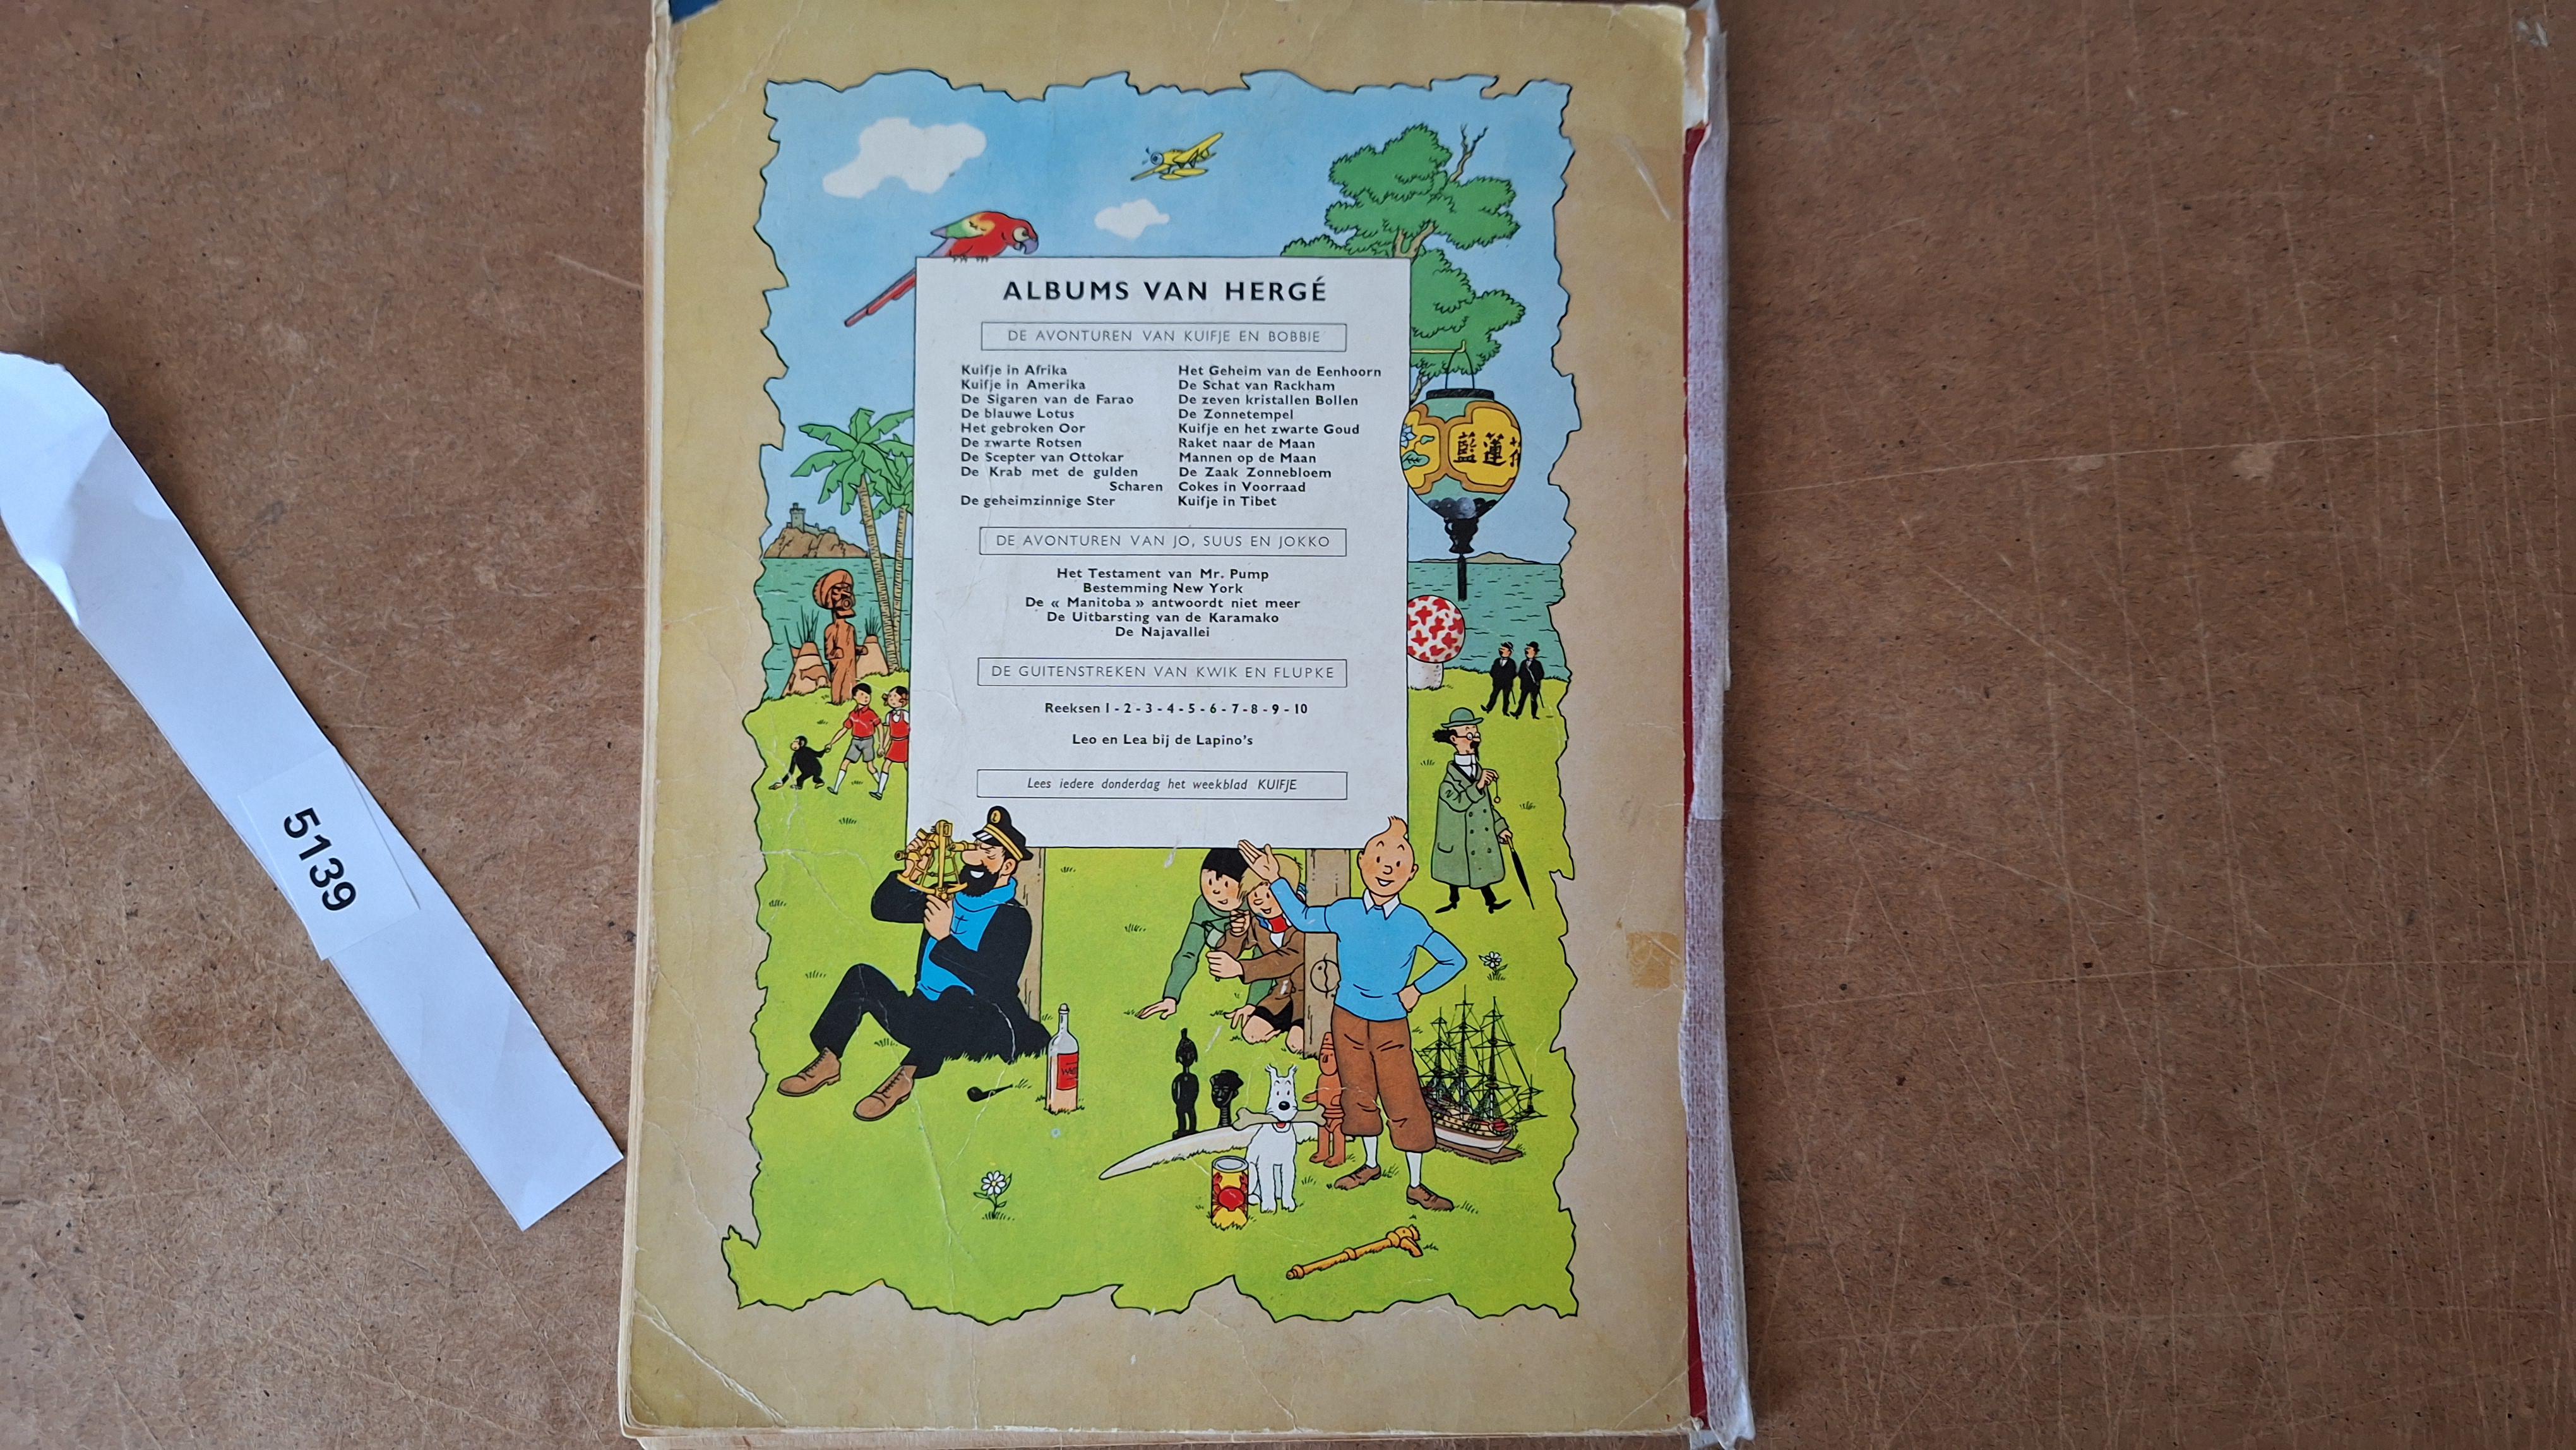 ALBUMS VAN HERGÉ
DE AVONTUREN VAN KUIFJE EN BOBBIE
Kuifje in Afrika
Kuifje in Amerika
De Sigaren van de Farao
De blauwe Lotus
Het gebroken Oor
De zwarte Rotsen
De Scepter van Ottokar
De Krab met de gulden
Scharen
De geheimzinnige Ster
Het Geheim van de Eenhoorn
De Schat van Rackham
De zeven kristallen Bollen
De Zonnetempel
Kuifje en het zwarte Goud
Raket naar de Maan
Mannen op de Maan
De Zaak Zonnebloem
Cokes in Voorraad
Kuifje in Tibet
DE AVONTUREN VAN JO, SUUS EN JOKKO
Het Testament van Mr. Pump
Bestemming New York
De « Manitoba » antwoordt niet meer
De Uitbarsting van de Karamako
De Najavallei
DE GUITENSTREKEN VAN KWIK EN FLUPKE
Reeksen 1 - 2 - 3 - 4 - 5 - 6 - 7 - 8 - 9 - 10
Leo en Lea bij de Lapino's
Lees iedere donderdag het weekblad KUIFJE
藍蓮
5139